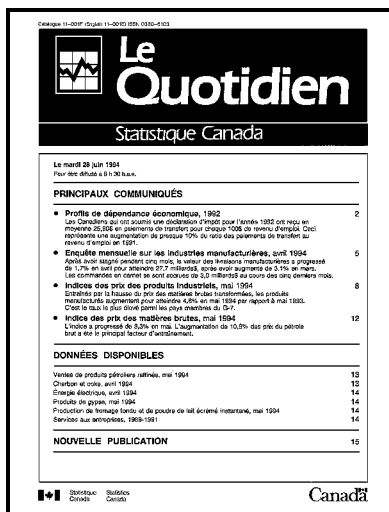 Catalogue 11-001F (English 11-001E) ISSN 0380-6103
Le
Quotidien
Statistique Canada
Le mardi 28 juin 1994
Pour être diffusé à 8 h 30 h.a.e.
PRINCIPAUX COMMUNIQUÉS
• Profils de dépendance économique, 1992 2
Les Canadiens qui ont soumis une déclaration d'impôt pour l'année 1992 ont reçu en
moyenne 25,80$ en paiements de transfert pour chaque 100$ de revenu d'emploi. Ceci
représente une augmentation de presque 10% du ratio des paiements de transfert au
revenu d'emploi en 1991.
• Enquête mensuelle sur les industries manufacturières, avril 1994 5
Après avoir stagné pendant cinq mois, la valeur des livraisons manufacturières a progressé
de 1,7% en avril pour atteindre 27,7 milliards$, après avoir augmenté de 3,1% en mars.
Les commandes en carnet se sont accrues de 3,0 milliards$ au cours des cinq derniers mois.
• Indices des prix des produits industriels, mai 1994 8
Entraînés par la hausse du prix des matières brutes transformées, les produits
manufacturés augmentent pour atteindre 4,8% en mai 1994 par rapport à mai 1993.
C'est le taux le plus élevé parmi les pays membres du G-7.
• Indice des prix des matières brutes, mai 1994 12
L'indice a progressé de 3,3% en mai. L'augmentation de 10,8% des prix du pétrole
brut a été le principal facteur d'entraînement.
DONNÉES DISPONIBLES
Ventes de produits pétroliers raffinés, mai 1994 13
Charbon et coke, avril 1994 13
Énergie électrique, avril 1994 14
Produits de gypse, mai 1994 14
Production de fromage fondu et de poudre de lait écrémé instantané, mai 1994 14
Services aux entreprises, 1989-1991 14
NOUVELLE PUBLICATION 15
Statistique Statistics
Canada Canada
Canada